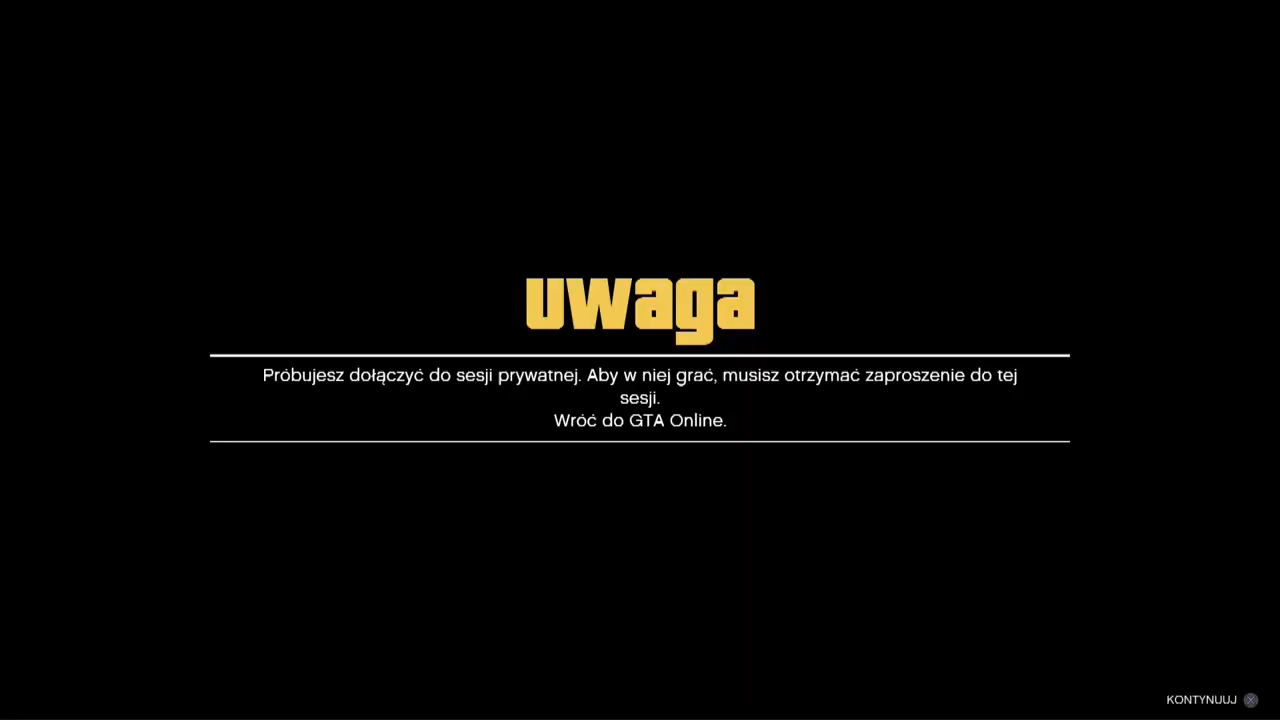 uwaga
Próbujesz dołączyć do sesji prywatnej. Aby w niej grać, musisz otrzymać zaproszenie do tej
sesji.
Wróć do GTA Online.
KONTYNUUJ